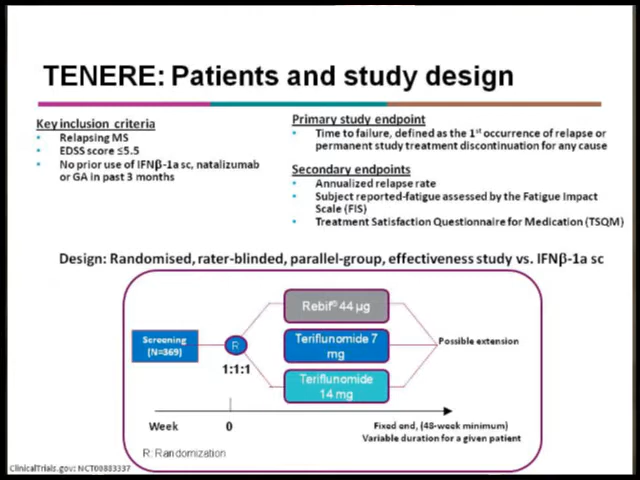 TENERE: Patients and study design
Key inclusion criteria
• Relapsing MS
• EDSS score ≤5.5
• No prior use of IFNβ-1a sc, natalizumab
or GA in past 3 months
Primary study endpoint
• Time to failure, defined as the 1st occurrence of relapse or
permanent study treatment discontinuation for any cause
Secondary endpoints
• Annualized relapse rate
• Subject reported-fatigue assessed by the Fatigue Impact
Scale (FIS)
• Treatment Satisfaction Questionnaire for Medication (TSQM)
Design: Randomised, rater-blinded, parallel-group, effectiveness study vs. IFNβ-1a sc
Screening
(N=369)
R
1:1:1
Rebif® 44 µg
Teriflunomide 7
mg
Teriflunomide
14 mg
Possible extension
Week
0
Fixed end, (48-week minimum)
Variable duration for a given patient
R: Randomization
ClinicalTrials.gov: NCT00883337